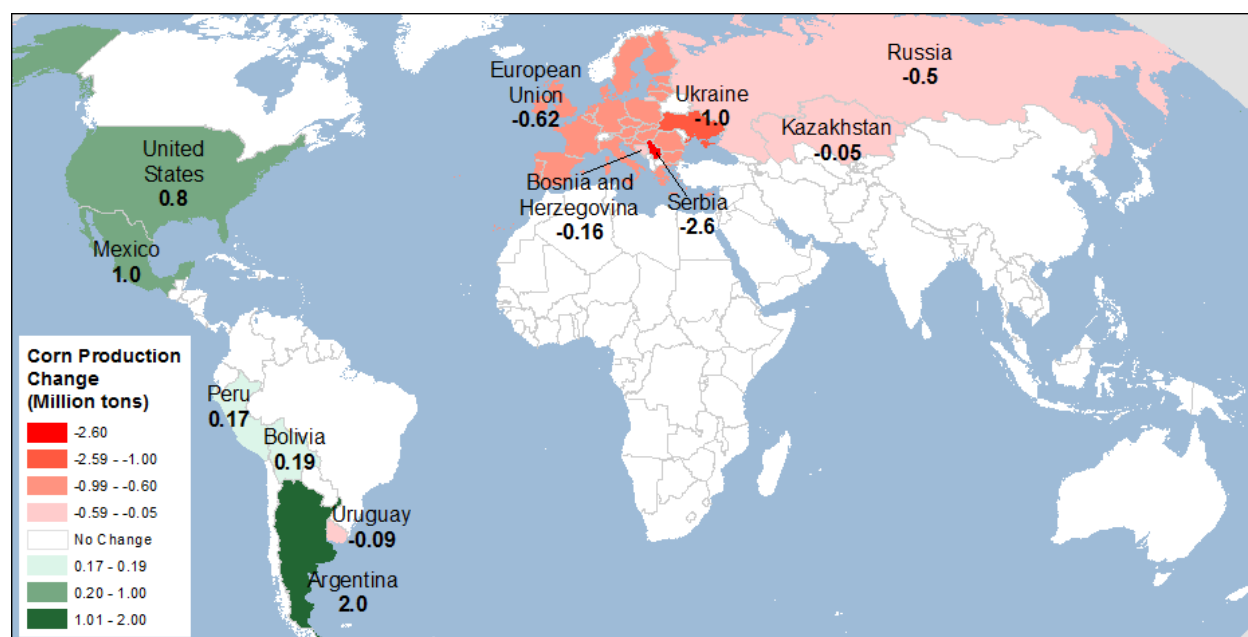 Russia
-0.5
European
Union
-0.62
Ukraine
-1.0
Kazakhstan
-0.05
United
States
0.8
Bosnia and
Herzegovina
-0.16
Serbia
-2.6
Mexico
1.0
Corn Production
Change
(Million tons)
-2.60
-2.59 - -1.00
-0.99 - -0.60
-0.59 - -0.05
No Change
0.17 - 0.19
0.20 - 1.00
1.01 - 2.00
Peru
0.17
Bolivia
0.19
Uruguay
-0.09
Argentina
2.0